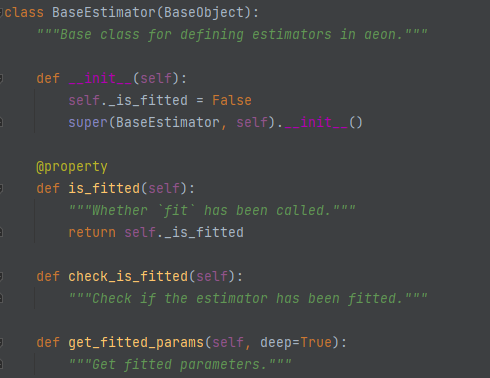 class BaseEstimator(BaseObject):
    """Base class for defining estimators in aeon."""
    def __init__(self):
        self._is_fitted = False
        super(BaseEstimator, self).__init__()
    @property
    def is_fitted(self):
        """Whether `fit` has been called."""
        return self._is_fitted
    def check_is_fitted(self):
        """Check if the estimator has been fitted."""
    def get_fitted_params(self, deep=True):
        """Get fitted parameters."""